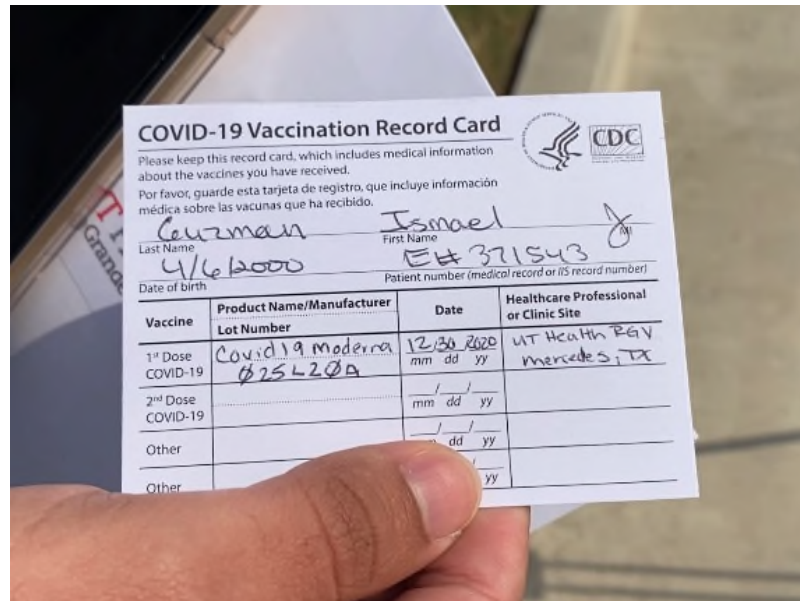 COVID-19 Vaccination Record Card
CDC
Please keep this record card, which includes medical information
about the vaccines you have received.
Por favor, guarde esta tarjeta de registro, que incluye información
médica sobre las vacunas que ha recibido.
Guzman Ismael J
Last Name First Name MI
4/6/2000 E# 371543
Date of birth Patient number (medical record or IIS record number)
Vaccine Product Name/Manufacturer Date Healthcare Professional
Lot Number or Clinic Site
1st Dose Covid19 Moderna 12/30/2020 UT Health RGV
COVID-19 Ø25L2ØA mm dd yy Mercedes, TX
2nd Dose / /
COVID-19 mm dd yy
Other / /
dd yy
Other yy
Grande